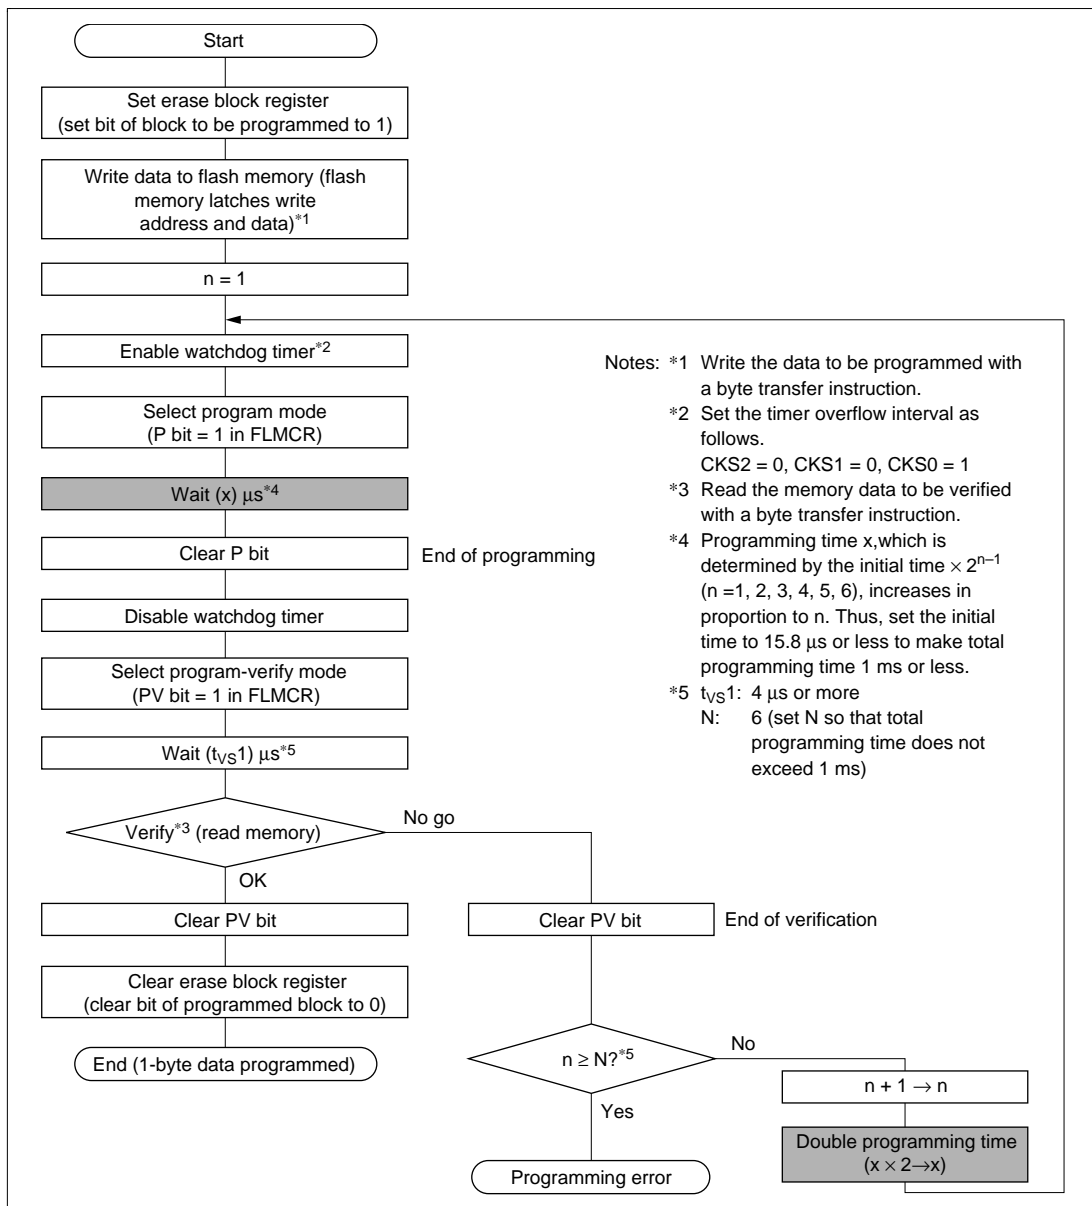 Start
Set erase block register
(set bit of block to be programmed to 1)
Write data to flash memory (flash
memory latches write
address and data)*1
n = 1
Enable watchdog timer*2
Select program mode
(P bit = 1 in FLMCR)
Wait (x) μs*4
Clear P bit
End of programming
Disable watchdog timer
Select program-verify mode
(PV bit = 1 in FLMCR)
Wait (tVS1) μs*5
Verify*3 (read memory)
No go
OK
Clear PV bit
Clear erase block register
(clear bit of programmed block to 0)
End (1-byte data programmed)
Clear PV bit
End of verification
n ≥ N?*5
No
Yes
n + 1 → n
Double programming time
(x × 2→x)
Programming error
Notes: *1 Write the data to be programmed with
a byte transfer instruction.
*2 Set the timer overflow interval as
follows.
CKS2 = 0, CKS1 = 0, CKS0 = 1
*3 Read the memory data to be verified
with a byte transfer instruction.
*4 Programming time x,which is
determined by the initial time × 2^n–1
(n =1, 2, 3, 4, 5, 6), increases in
proportion to n. Thus, set the initial
time to 15.8 μs or less to make total
programming time 1 ms or less.
*5 tVS1: 4 μs or more
N: 6 (set N so that total
programming time does not
exceed 1 ms)